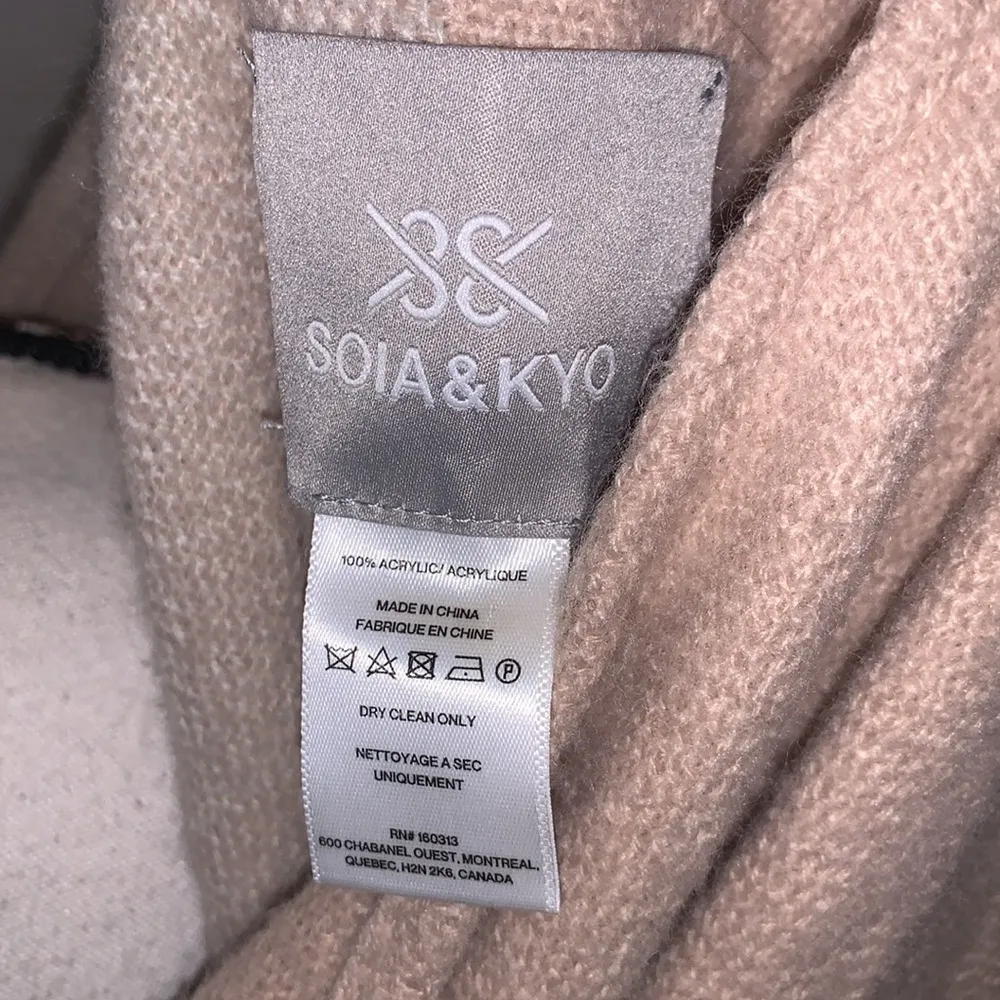 SOIA&KYO
100% ACRYLIC/ ACRYLIQUE
MADE IN CHINA
FABRIQUE EN CHINE
P
DRY CLEAN ONLY
NETTOYAGE A SEC
UNIQUEMENT
RN# 160313
600 CHABANEL OUEST, MONTREAL,
QUEBEC, H2N 2K6, CANADA